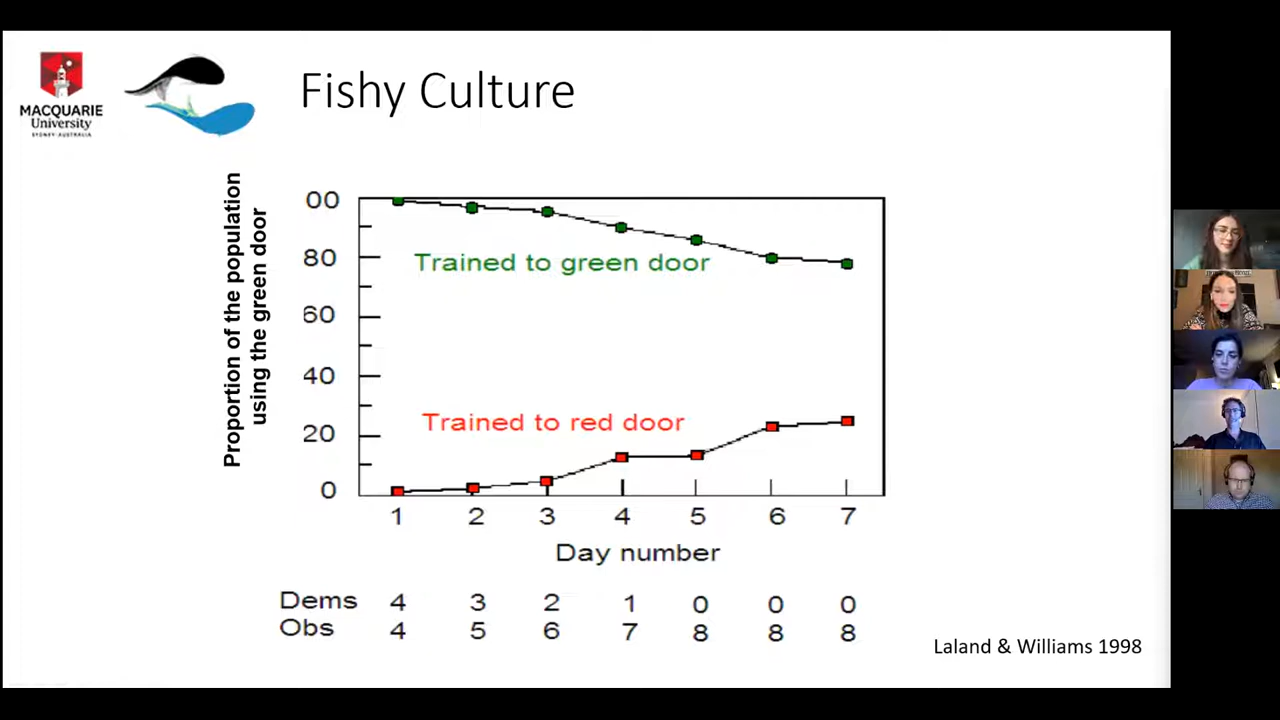 MACQUARIE
University
SYDNEY·AUSTRALIA
Fishy Culture
Proportion of the population
using the green door
00
80
60
40
20
0
Trained to green door
Trained to red door
1 2 3 4 5 6 7
Day number
Dems 4 3 2 1 0 0 0
Obs 4 5 6 7 8 8 8
Laland & Williams 1998